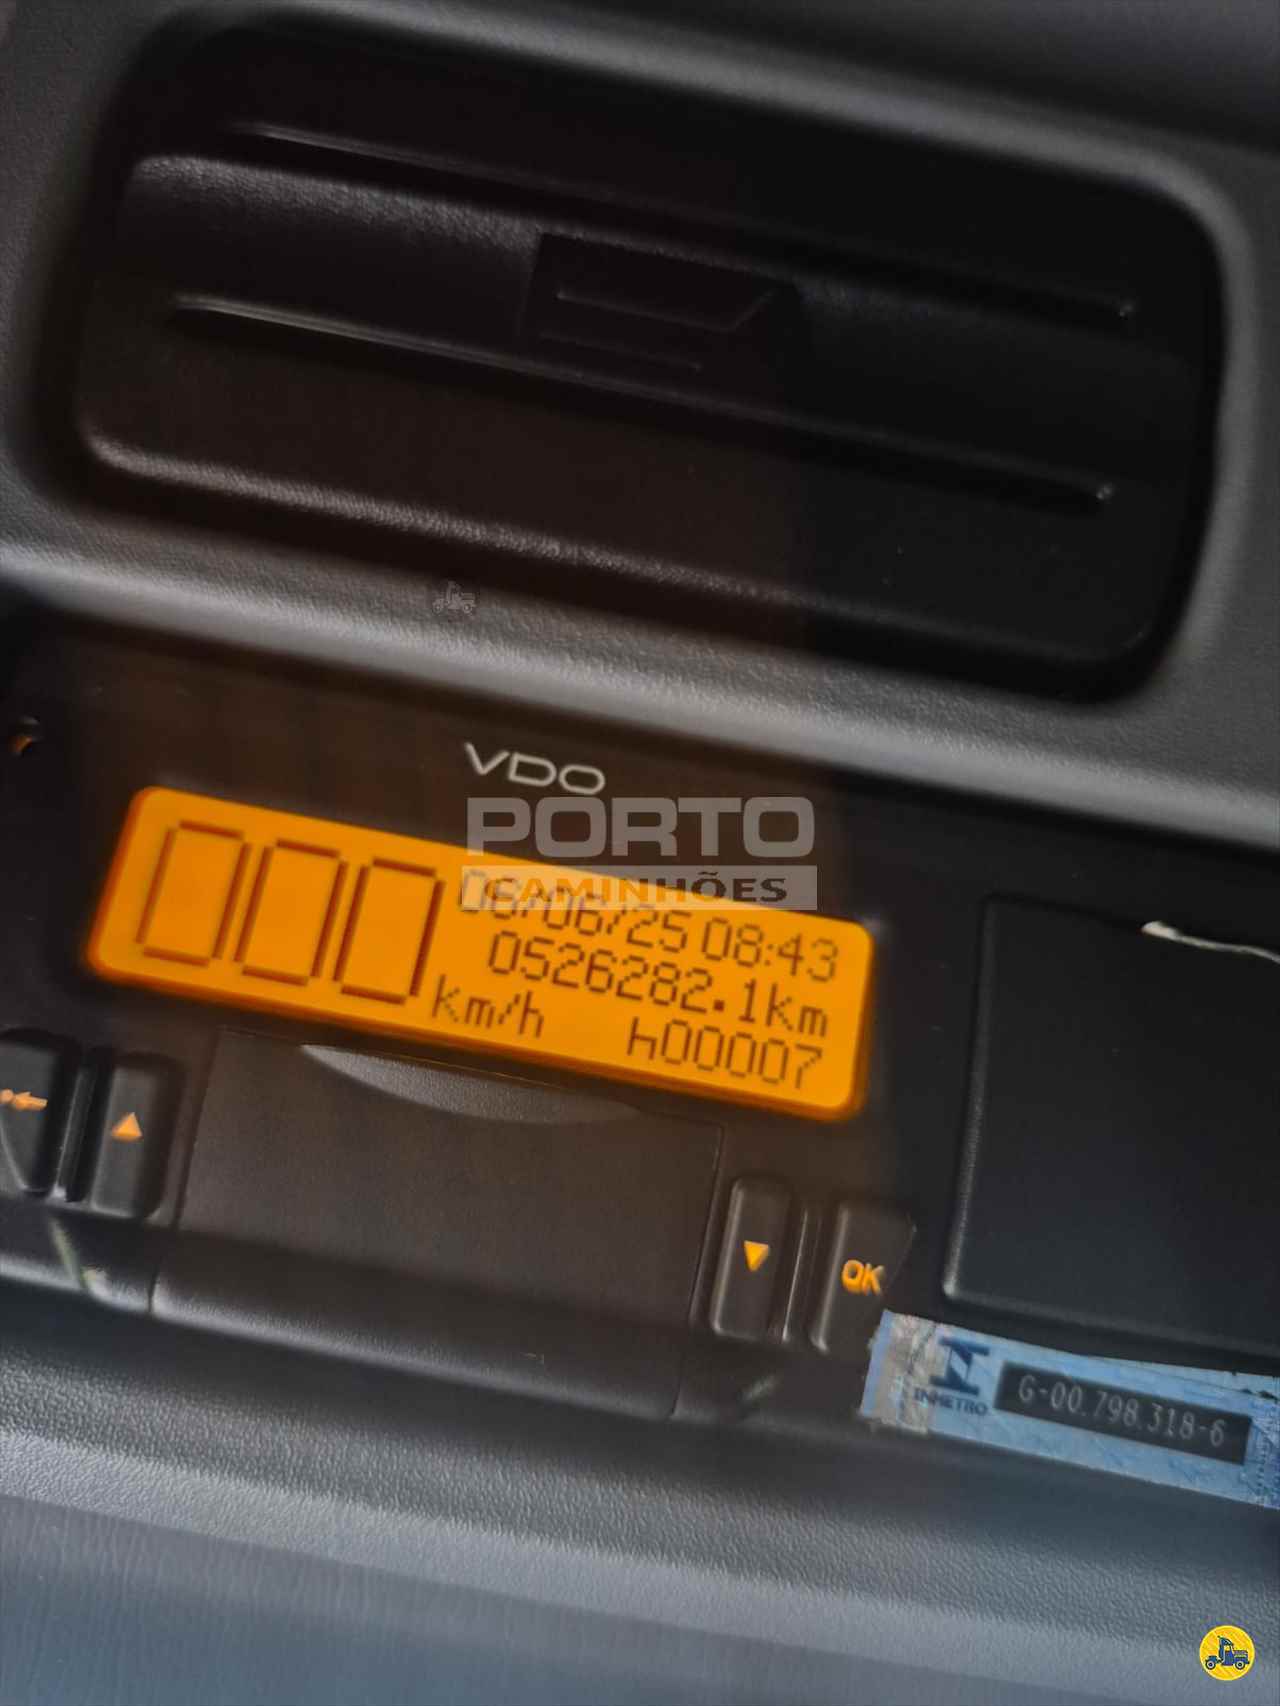 VDO
PORTO
CAMINHÕES
000
/06/25 08:43
0526282.1km
km/h
h00007
OK
INMETRO
G-00.798.318-6